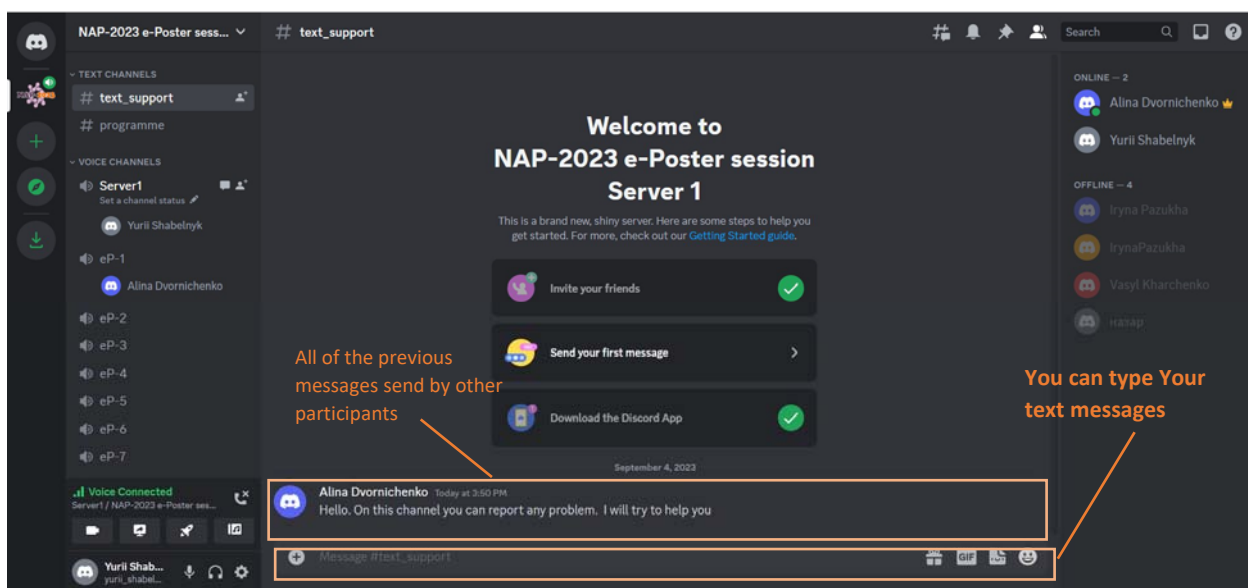 NAP-2023 e-Poster sess...
# text_support
Search
TEXT CHANNELS
# text_support
# programme
VOICE CHANNELS
Server1
Set a channel status
Yurii Shabelnyk
eP-1
Alina Dvornichenko
eP-2
eP-3
eP-4
eP-5
eP-6
eP-7
Voice Connected
Server1 / NAP-2023 e-Poster ses...
Yurii Shab...
yurii_shabel...
Welcome to
NAP-2023 e-Poster session
Server 1
This is a brand new, shiny server. Here are some steps to help you
get started. For more, check out our Getting Started guide.
Invite your friends
Send your first message
Download the Discord App
All of the previous
messages send by other
participants
September 4, 2023
Alina Dvornichenko Today at 3:50 PM
Hello. On this channel you can report any problem. I will try to help you
Message #text_support
GIF
ONLINE — 2
Alina Dvornichenko
Yurii Shabelnyk
OFFLINE — 4
Iryna Pazukha
IrynaPazukha
Vasyl Kharchenko
назар
You can type Your
text messages